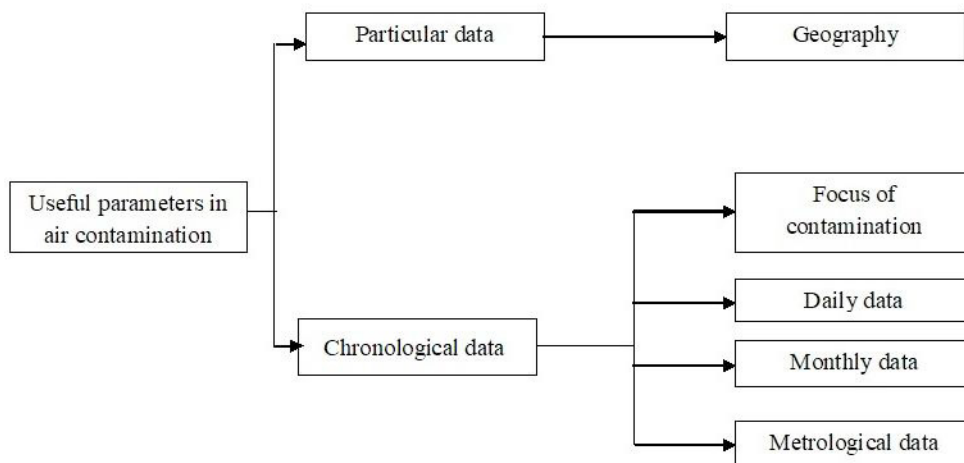 Particular data
Geography
Useful parameters in
air contamination
Focus of
contamination
Daily data
Chronological data
Monthly data
Metrological data